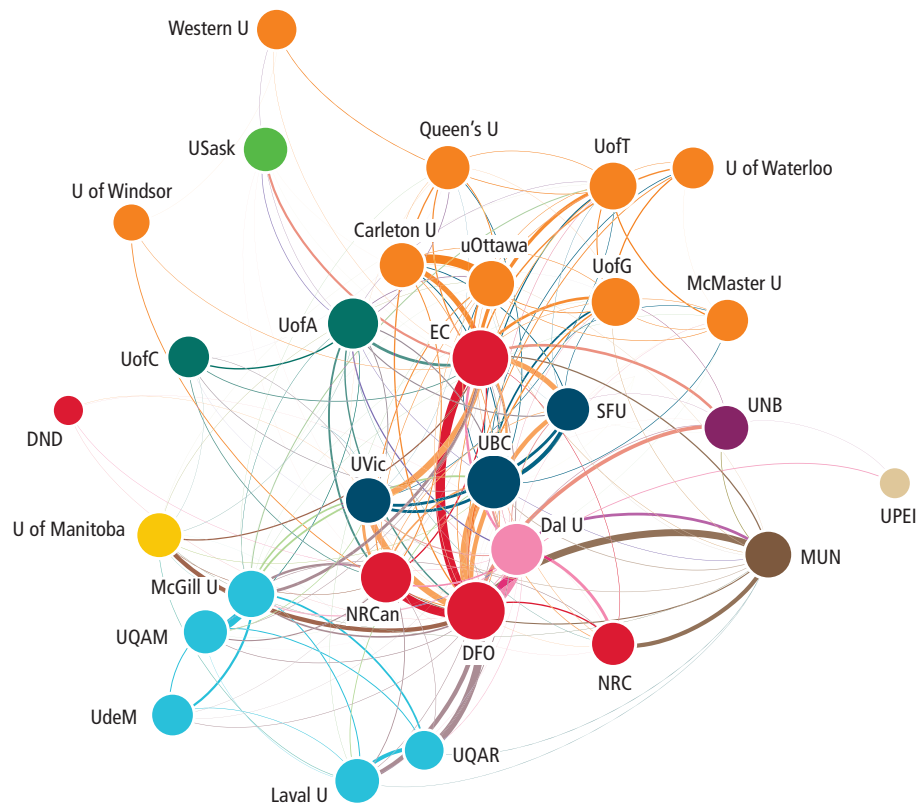 Western U
Queen's U
UofT
USask
U of Waterloo
U of Windsor
Carleton U
uOttawa
UofG
McMaster U
UofA
EC
UofC
DND
SFU
UNB
UBC
UVic
UPEI
U of Manitoba
Dal U
MUN
McGill U
NRCan
UQAM
DFO
NRC
UdeM
UQAR
Laval U